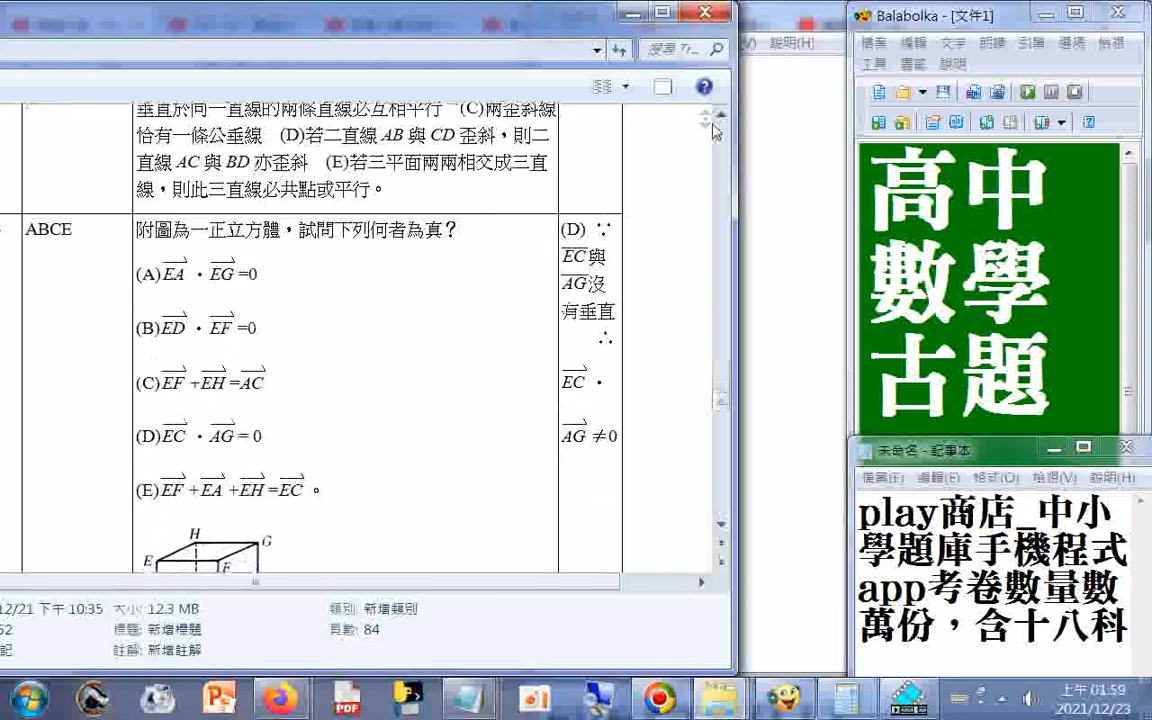 Balabolka - [文件1]
搜尋 Tr...
說明(H)
檔案 編輯 文字 朗讀 引擎 選項 檢視
工具 書籤 說明
垂直於同一直線的兩條直線必互相平行 (C)兩歪斜線
恰有一條公垂線 (D)若二直線 AB 與 CD 歪斜，則二
直線 AC 與 BD 亦歪斜 (E)若三平面兩兩相交成三直
線，則此三直線必共點或平行。
ABCE
附圖為一正立方體，試問下列何者為真？
(A)EA · EG =0
(B)ED · EF =0
(C)EF +EH =AC
(D)EC · AG = 0
(E)EF +EA +EH =EC 。
H
G
E
F
(D) ∵
EC與
AG沒
有垂直
∴
EC ·
AG ≠0
高中
數學
古題
未命名 - 記事本
檔案(F) 編輯(E) 格式(O) 檢視(V) 說明(H)
play商店_中小
學題庫手機程式
app考卷數量數
萬份，含十八科
12/21 下午 10:35 大小: 12.3 MB 類別: 新增類別
標題: 新增標題 頁數: 84
註解: 新增註解
上午 01:59
2021/12/23